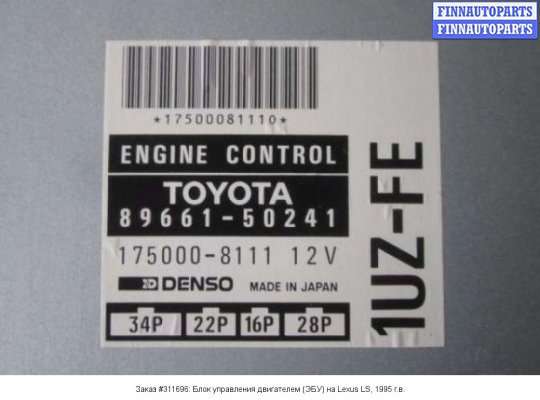 FINNAUTOPARTS
FINNAUTOPARTS
*17500081110*
ENGINE CONTROL
TOYOTA
89661-50241
175000-8111 12V
DENSO MADE IN JAPAN
34P 22P 16P 28P
1UZ-FE
Заказ #311696: Блок управления двигателем (ЭБУ) на Lexus LS, 1995 г.в.